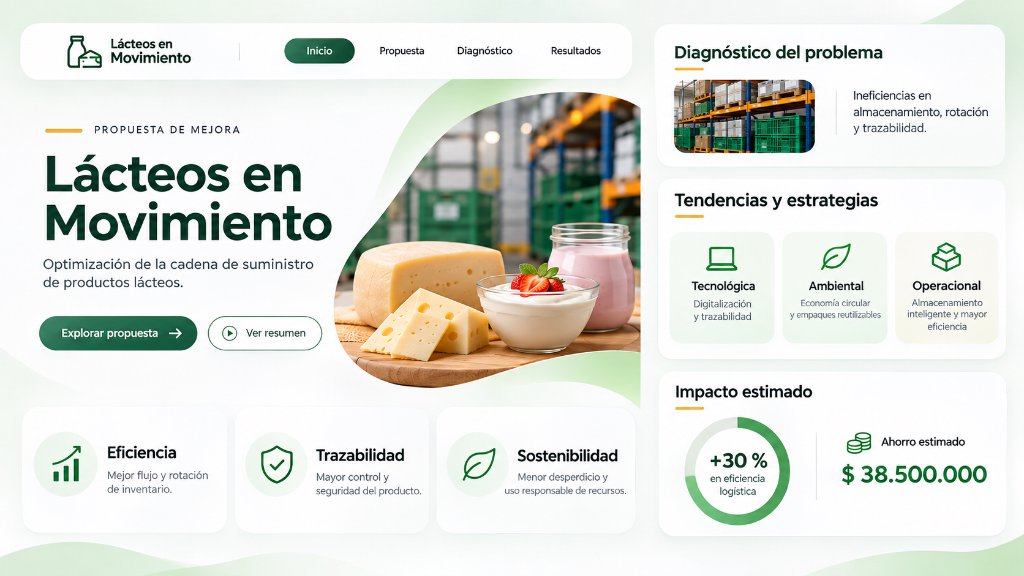 Lácteos en
Movimiento
Inicio
Propuesta
Diagnóstico
Resultados
PROPUESTA DE MEJORA
Lácteos en
Movimiento
Optimización de la cadena de suministro
de productos lácteos.
Explorar propuesta
Ver resumen
Eficiencia
Mejor flujo y rotación
de inventario.
Trazabilidad
Mayor control y
seguridad del producto.
Sostenibilidad
Menor desperdicio y
uso responsable de recursos.
Diagnóstico del problema
Ineficiencias en
almacenamiento, rotación
y trazabilidad.
Tendencias y estrategias
Tecnológica
Digitalización
y trazabilidad
Ambiental
Economía circular
y empaques reutilizables
Operacional
Almacenamiento
inteligente y mayor
eficiencia
Impacto estimado
+30 %
en eficiencia
logística
Ahorro estimado
$ 38.500.000